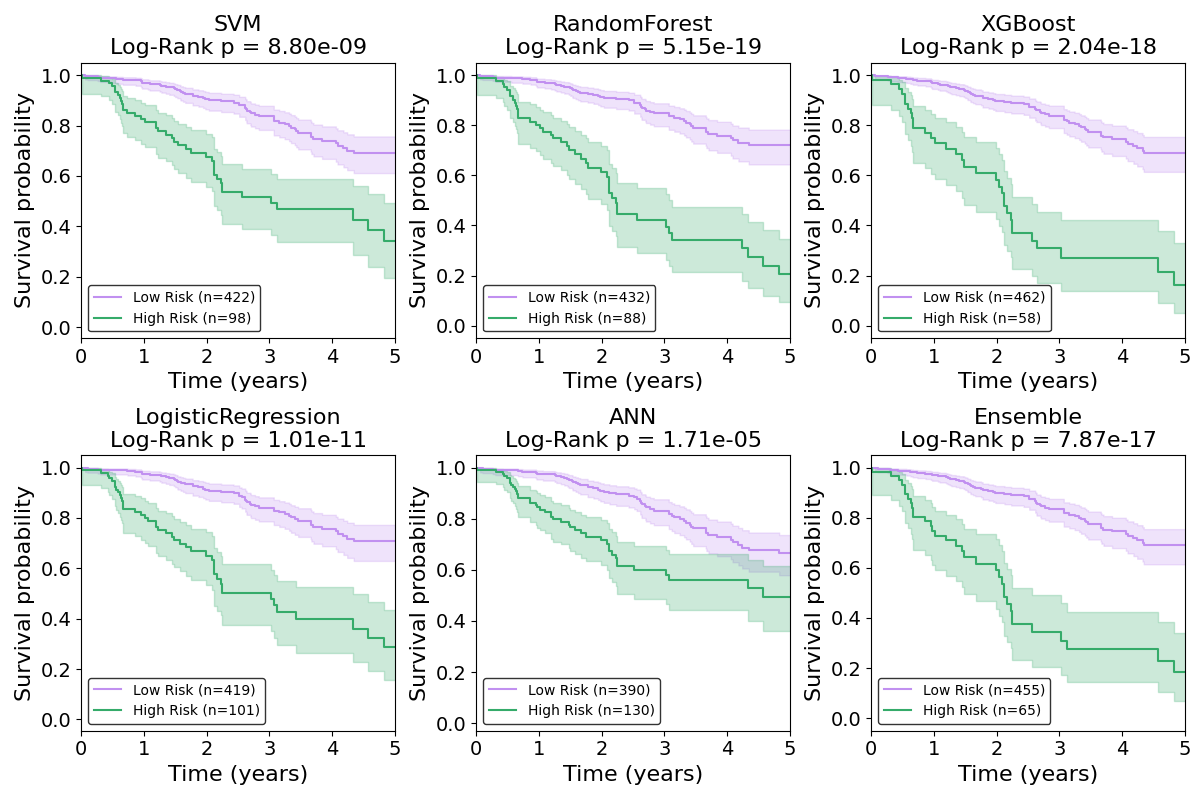 SVM
Log-Rank p = 8.80e-09
Survival probability
1.0
0.8
0.6
0.4
0.2
0.0
Low Risk (n=422)
High Risk (n=98)
0 1 2 3 4 5
Time (years)
RandomForest
Log-Rank p = 5.15e-19
Survival probability
1.0
0.8
0.6
0.4
0.2
0.0
Low Risk (n=432)
High Risk (n=88)
0 1 2 3 4 5
Time (years)
XGBoost
Log-Rank p = 2.04e-18
Survival probability
1.0
0.8
0.6
0.4
0.2
0.0
Low Risk (n=462)
High Risk (n=58)
0 1 2 3 4 5
Time (years)
LogisticRegression
Log-Rank p = 1.01e-11
Survival probability
1.0
0.8
0.6
0.4
0.2
0.0
Low Risk (n=419)
High Risk (n=101)
0 1 2 3 4 5
Time (years)
ANN
Log-Rank p = 1.71e-05
Survival probability
1.0
0.8
0.6
0.4
0.2
0.0
Low Risk (n=390)
High Risk (n=130)
0 1 2 3 4 5
Time (years)
Ensemble
Log-Rank p = 7.87e-17
Survival probability
1.0
0.8
0.6
0.4
0.2
0.0
Low Risk (n=455)
High Risk (n=65)
0 1 2 3 4 5
Time (years)